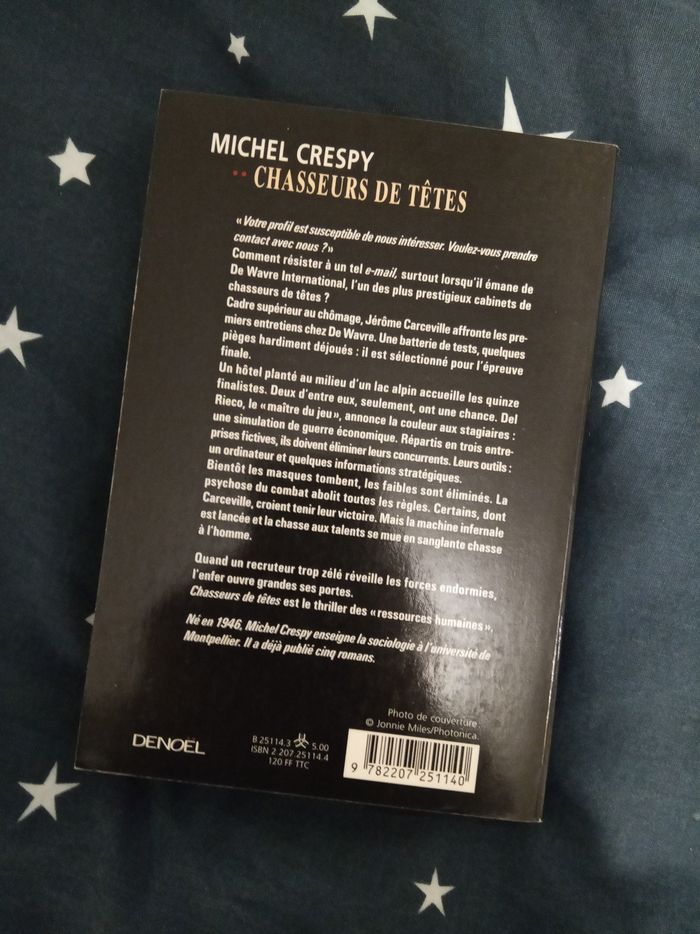 MICHEL CRESPY
•• CHASSEURS DE TÊTES
« Votre profil est susceptible de nous intéresser. Voulez-vous prendre
contact avec nous ? »
Comment résister à un tel e-mail, surtout lorsqu'il émane de
De Wavre International, l'un des plus prestigieux cabinets de
chasseurs de têtes ?
Cadre supérieur au chômage, Jérôme Carceville affronte les pre-
miers entretiens chez De Wavre. Une batterie de tests, quelques
pièges hardiment déjoués : il est sélectionné pour l'épreuve
finale.
Un hôtel planté au milieu d'un lac alpin accueille les quinze
finalistes. Deux d'entre eux, seulement, ont une chance. Del
Rieco, le « maître du jeu », annonce la couleur aux stagiaires :
une simulation de guerre économique. Répartis en trois entre-
prises fictives, ils doivent éliminer leurs concurrents. Leurs outils :
un ordinateur et quelques informations stratégiques.
Bientôt les masques tombent, les faibles sont éliminés. La
psychose du combat abolit toutes les règles. Certains, dont
Carceville, croient tenir leur victoire. Mais la machine infernale
est lancée et la chasse aux talents se mue en sanglante chasse
à l'homme.
Quand un recruteur trop zélé réveille les forces endormies,
l'enfer ouvre grandes ses portes.
Chasseurs de têtes est le thriller des « ressources humaines ».
Né en 1946, Michel Crespy enseigne la sociologie à l'université de
Montpellier. Il a déjà publié cinq romans.
Photo de couverture
© Jonnie Miles/Photonica.
DENOËL
B 25114.3 5.00
ISBN 2 207 25114.4
120 FF TTC
9 782207 251140